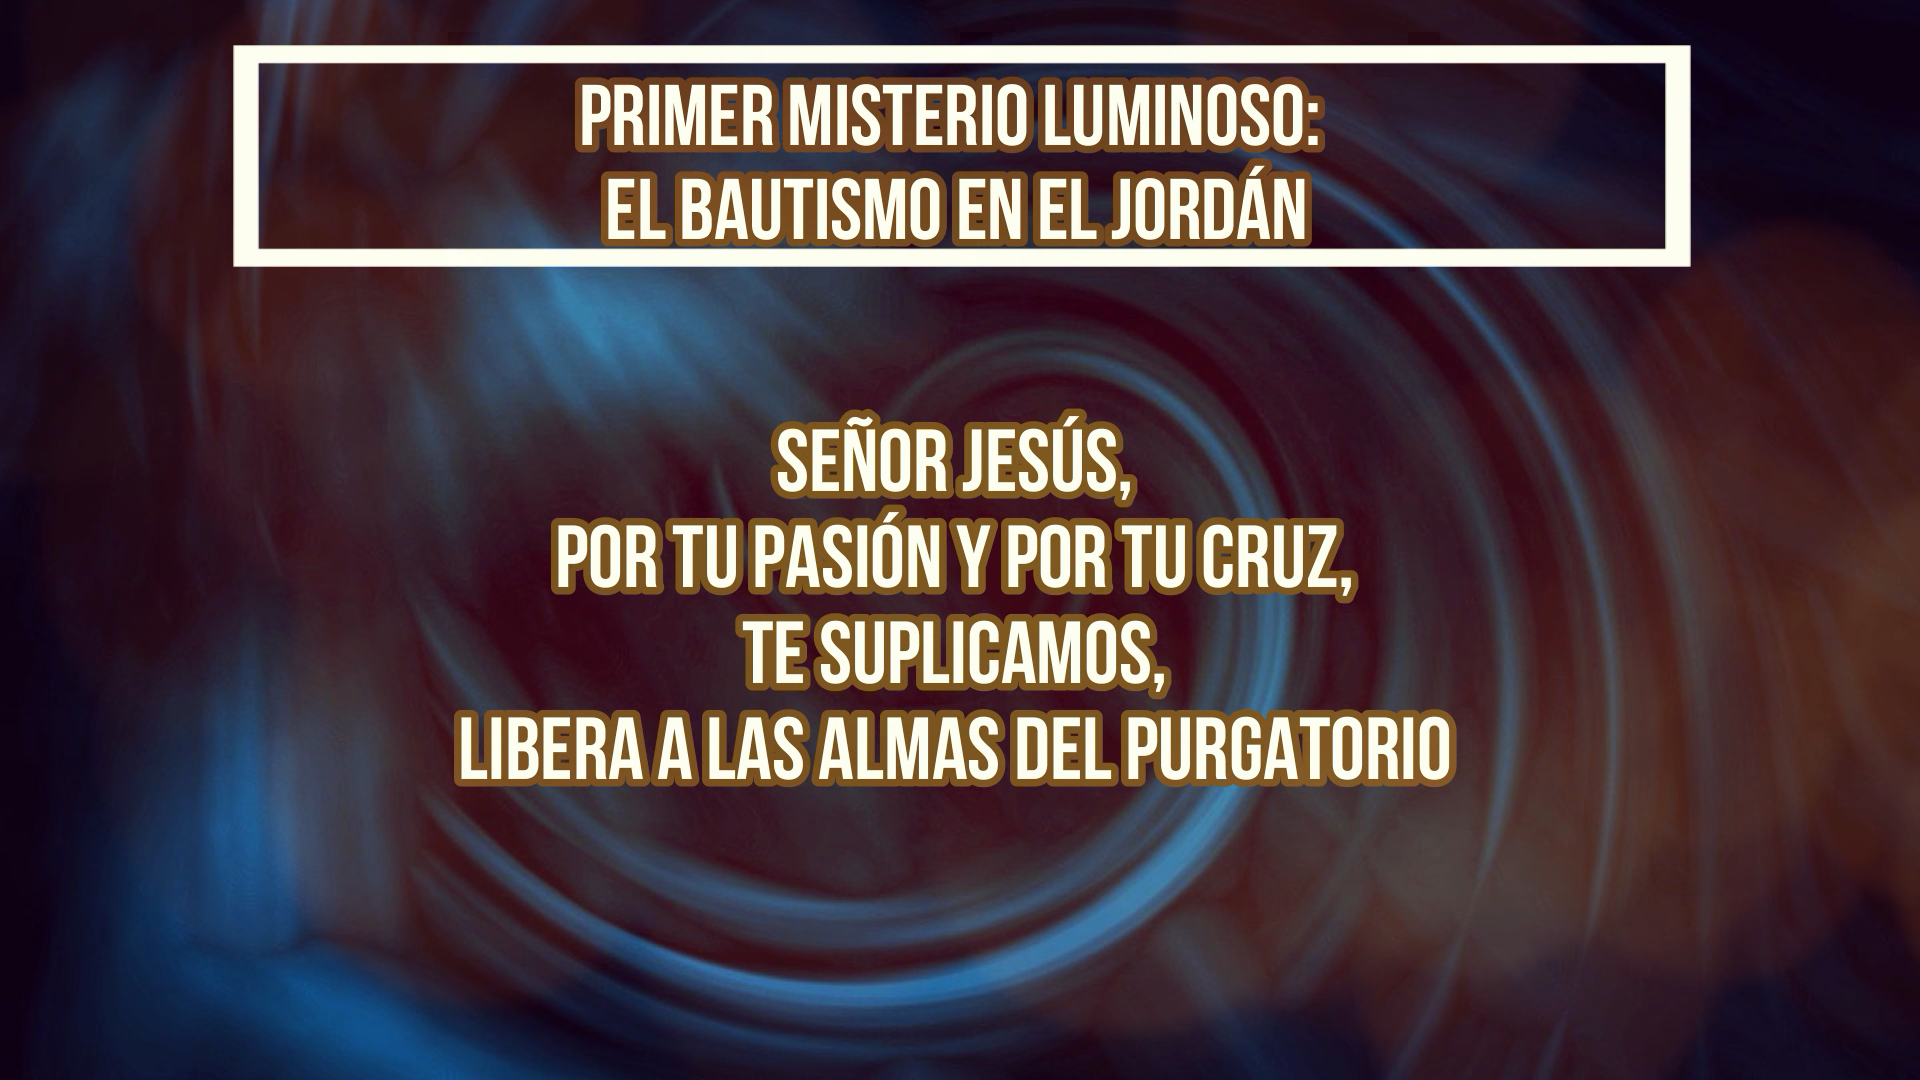 PRIMER MISTERIO LUMINOSO:
EL BAUTISMO EN EL JORDÁN
SEÑOR JESÚS,
POR TU PASIÓN Y POR TU CRUZ,
TE SUPLICAMOS,
LIBERA A LAS ALMAS DEL PURGATORIO